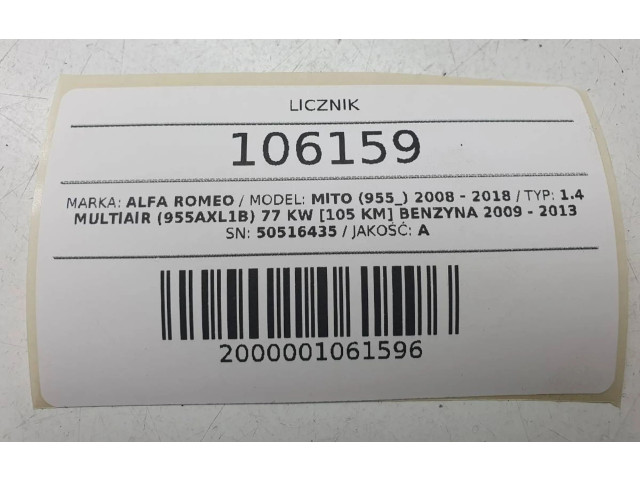 LICZNIK
106159
MARKA: ALFA ROMEO / MODEL: MITO (955_) 2008 - 2018 / TYP: 1.4
MULTIAIR (955AXL1B) 77 KW [105 KM] BENZYNA 2009 - 2013
SN: 50516435 / JAKOŚĆ: A
2000001061596